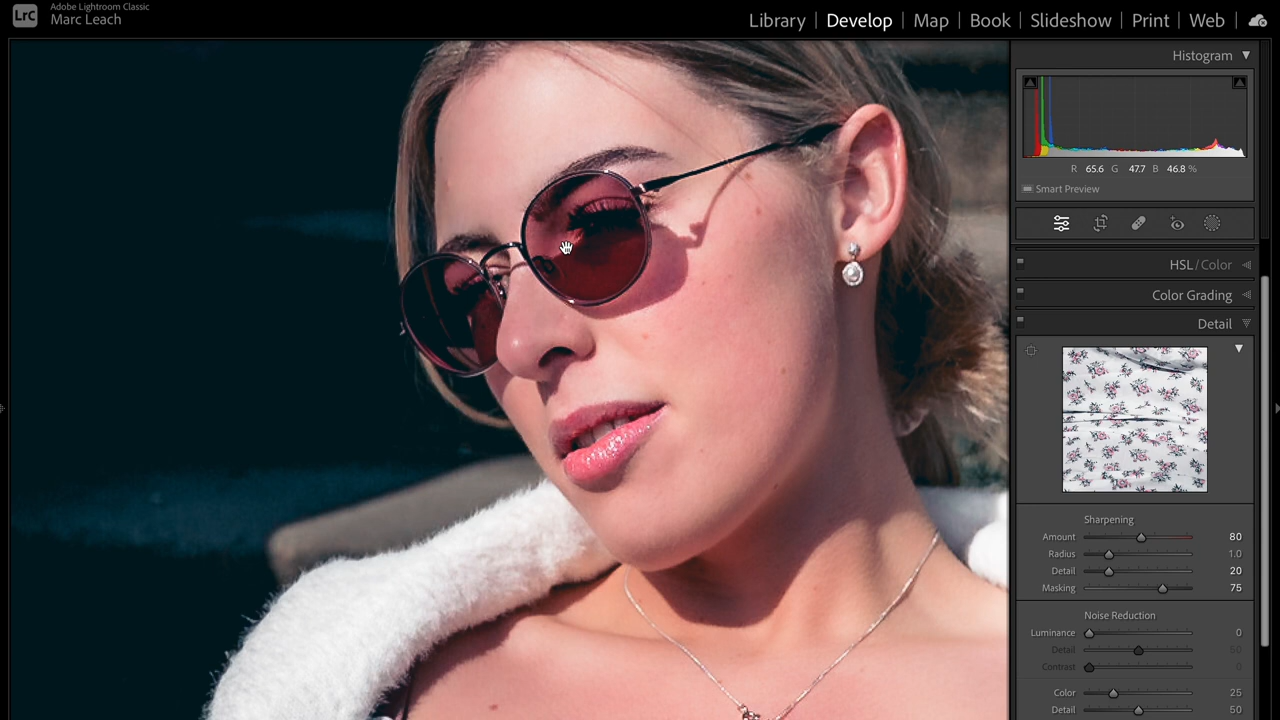 LrC
Adobe Lightroom Classic
Marc Leach
Library | Develop | Map | Book | Slideshow | Print | Web |
Histogram
R 65.6 G 47.7 B 46.8 %
Smart Preview
HSL / Color
Color Grading
Detail
Sharpening
Amount 80
Radius 1.0
Detail 20
Masking 75
Noise Reduction
Luminance 0
Detail 60
Contrast 0
Color 25
Detail 50